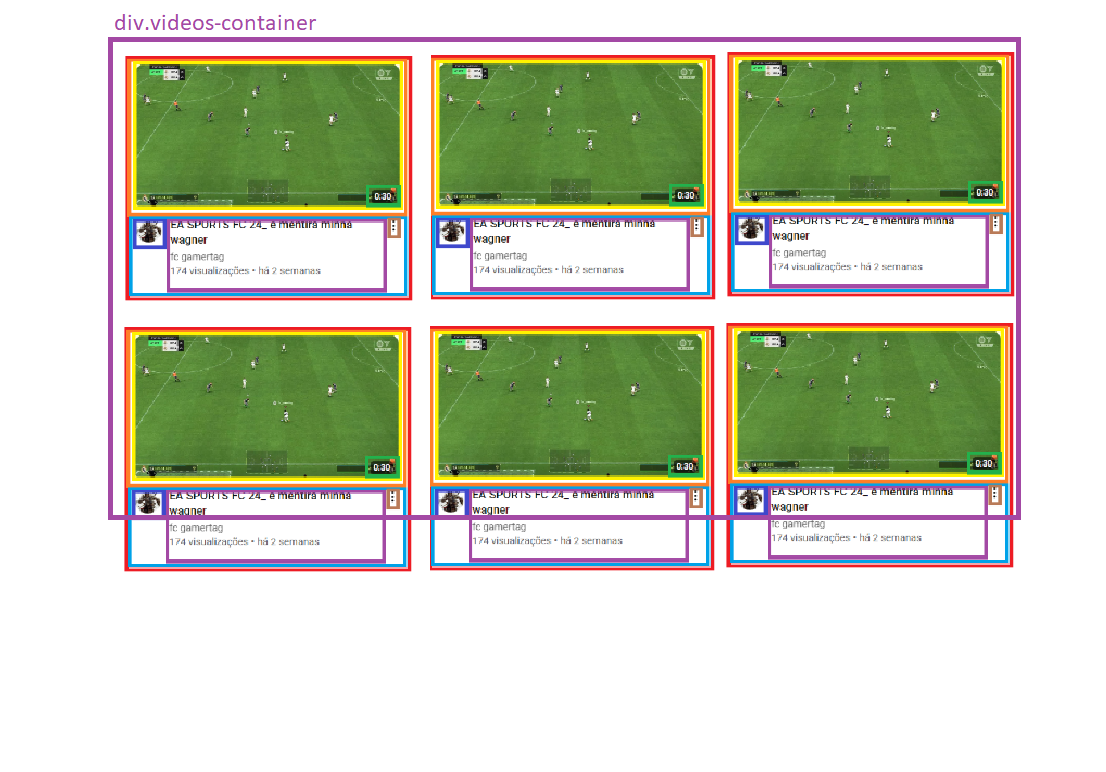 div.videos-container
0:30
0:30
0:30
EA SPORTS FC 24_ é mentira minha
wagner
fc gamertag
174 visualizações • há 2 semanas
EA SPORTS FC 24_ é mentira minha
wagner
fc gamertag
174 visualizações • há 2 semanas
EA SPORTS FC 24_ é mentira minha
wagner
fc gamertag
174 visualizações • há 2 semanas
0:30
0:30
0:30
EA SPORTS FC 24_ é mentira minha
wagner
fc gamertag
174 visualizações • há 2 semanas
EA SPORTS FC 24_ é mentira minha
wagner
fc gamertag
174 visualizações • há 2 semanas
EA SPORTS FC 24_ é mentira minha
wagner
fc gamertag
174 visualizações • há 2 semanas